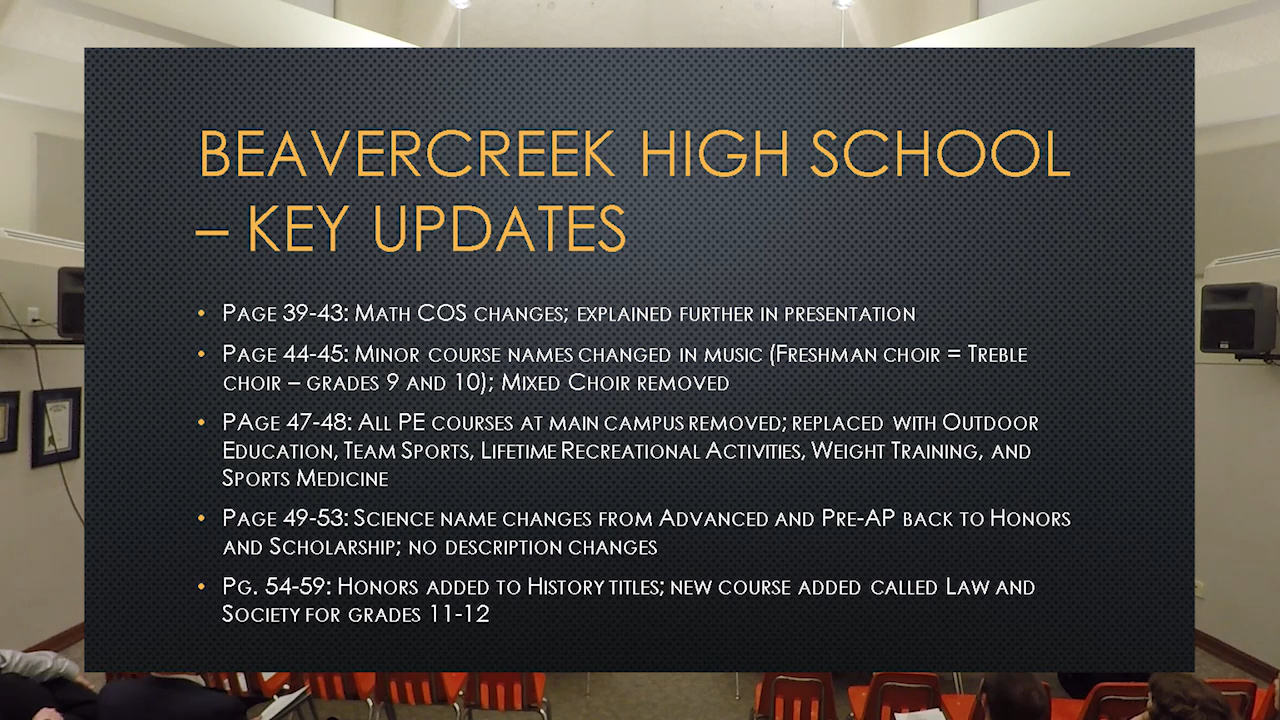 BEAVERCREEK HIGH SCHOOL
– KEY UPDATES
• Page 39-43: Math COS changes; explained further in presentation
• Page 44-45: Minor course names changed in music (Freshman choir = Treble
choir – grades 9 and 10); Mixed Choir removed
• PAge 47-48: All PE courses at main campus removed; replaced with Outdoor
Education, Team Sports, Lifetime Recreational Activities, Weight Training, and
Sports Medicine
• Page 49-53: Science name changes from Advanced and Pre-AP back to Honors
and Scholarship; no description changes
• Pg. 54-59: Honors added to History titles; new course added called Law and
Society for grades 11-12